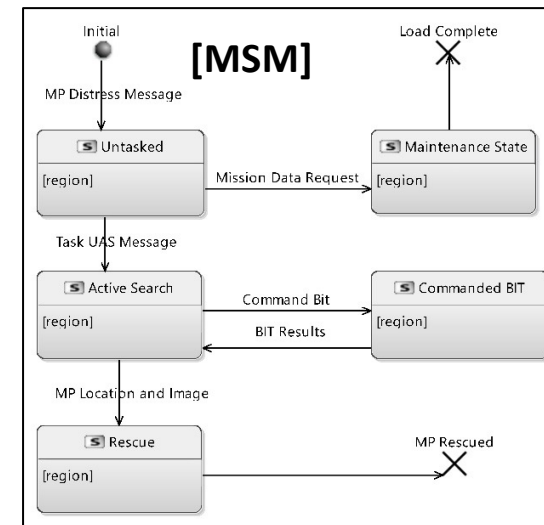 Initial
Load Complete
[MSM]
MP Distress Message
S Untasked
[region]
Mission Data Request
S Maintenance State
[region]
Task UAS Message
S Active Search
[region]
Command Bit
BIT Results
S Commanded BIT
[region]
MP Location and Image
S Rescue
[region]
MP Rescued